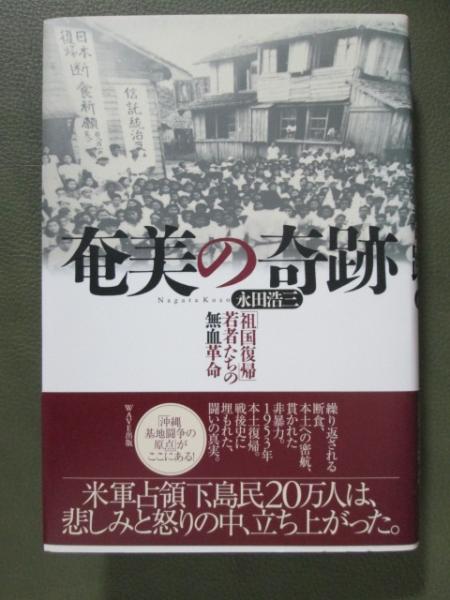 日本
復帰
断食祈願
信託統治反
奄美の奇跡
Nagata Kozo
永田浩三
「祖国復帰」
若者たちの
無血革命
繰り返される
断食、
本土への密航、
貫かれた
非暴力。
1953年
本土復帰。
戦後史に
埋もれた、
闘いの真実。
「沖縄
基地闘争の
原点」が
ここにある!
WAVE出版
米軍占領下島民20万人は、
悲しみと怒りの中、立ち上がった。